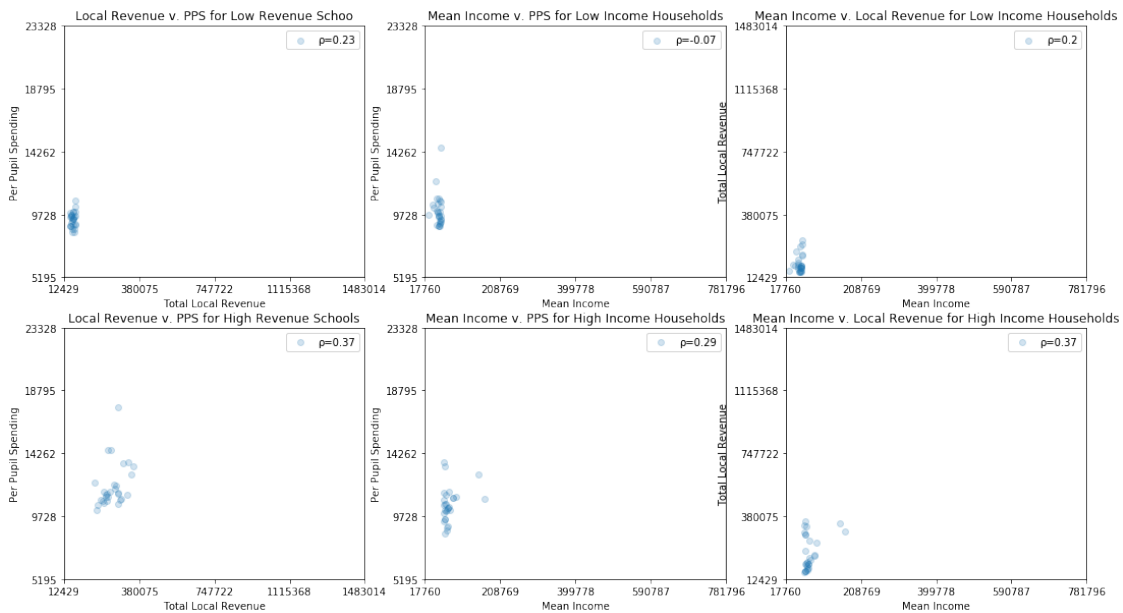 Local Revenue v. PPS for Low Revenue Schoo
23328
18795
14262
9728
5195
Per Pupil Spending
ρ=0.23
12429 380075 747722 1115368 1483014
Total Local Revenue
Mean Income v. PPS for Low Income Households
23328
18795
14262
9728
5195
Per Pupil Spending
ρ=-0.07
17760 208769 399778 590787 781796
Mean Income
Mean Income v. Local Revenue for Low Income Households
1483014
1115368
747722
380075
12429
Total Local Revenue
ρ=0.2
17760 208769 399778 590787 781796
Mean Income
Local Revenue v. PPS for High Revenue Schools
23328
18795
14262
9728
5195
Per Pupil Spending
ρ=0.37
12429 380075 747722 1115368 1483014
Total Local Revenue
Mean Income v. PPS for High Income Households
23328
18795
14262
9728
5195
Per Pupil Spending
ρ=0.29
17760 208769 399778 590787 781796
Mean Income
Mean Income v. Local Revenue for High Income Households
1483014
1115368
747722
380075
12429
Total Local Revenue
ρ=0.37
17760 208769 399778 590787 781796
Mean Income